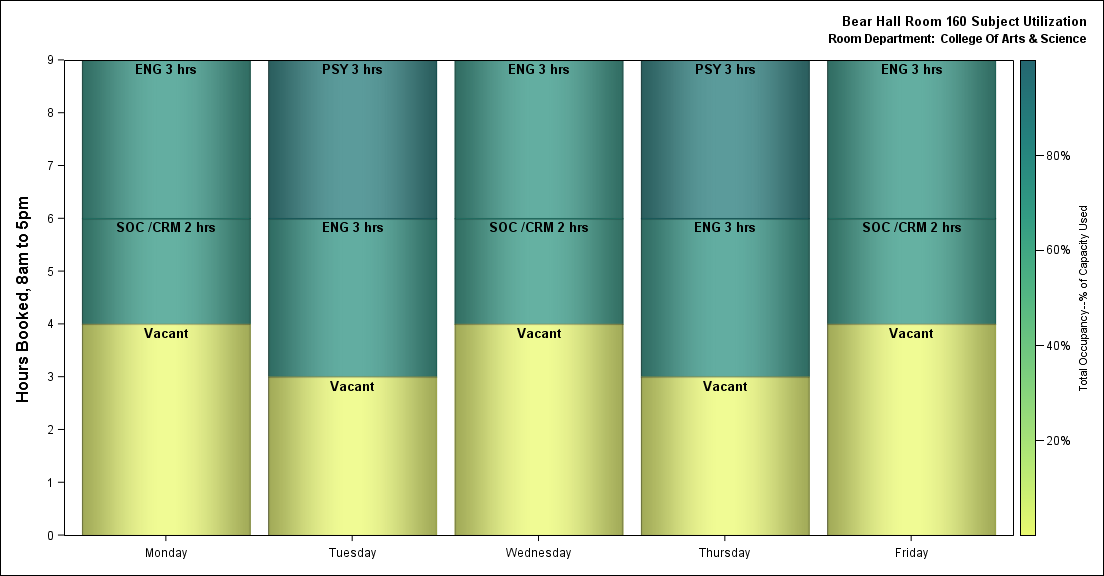 Bear Hall Room 160 Subject Utilization
Room Department: College Of Arts & Science
Hours Booked, 8am to 5pm
9
8
7
6
5
4
3
2
1
0
ENG 3 hrs
SOC /CRM 2 hrs
Vacant
PSY 3 hrs
ENG 3 hrs
Vacant
ENG 3 hrs
SOC /CRM 2 hrs
Vacant
PSY 3 hrs
ENG 3 hrs
Vacant
ENG 3 hrs
SOC /CRM 2 hrs
Vacant
Monday
Tuesday
Wednesday
Thursday
Friday
80%
60%
40%
20%
Total Occupancy--% of Capacity Used